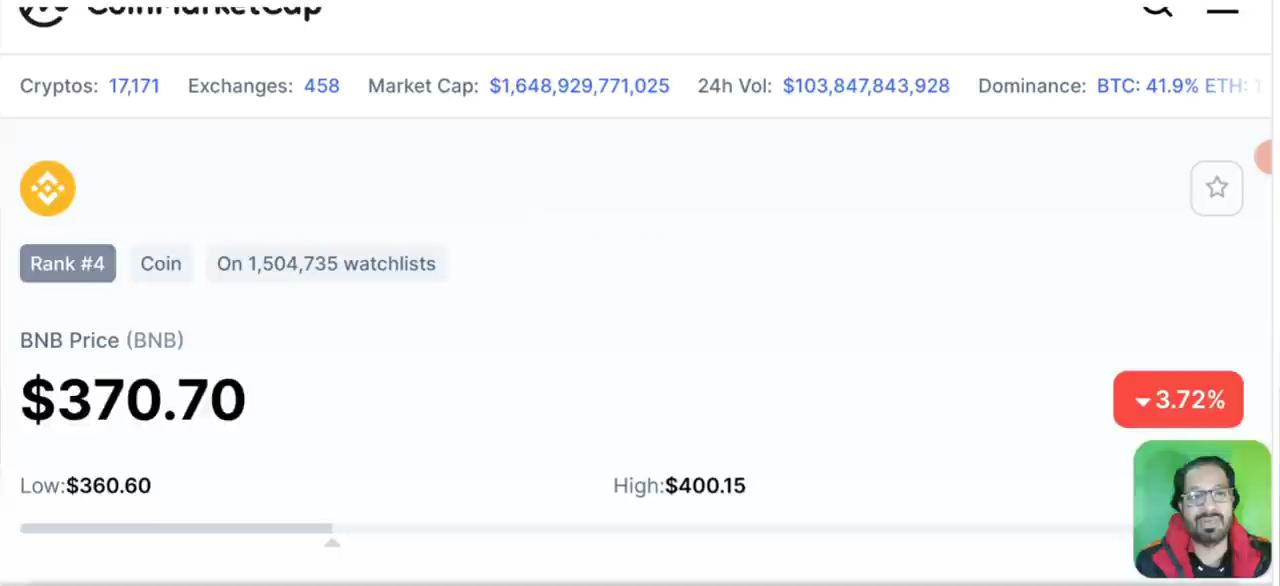 CoinMarketCap
Cryptos: 17,171 Exchanges: 458 Market Cap: $1,648,929,771,025 24h Vol: $103,847,843,928 Dominance: BTC: 41.9% ETH:
Rank #4 Coin On 1,504,735 watchlists
BNB Price (BNB)
$370.70
3.72%
Low:$360.60 High:$400.15